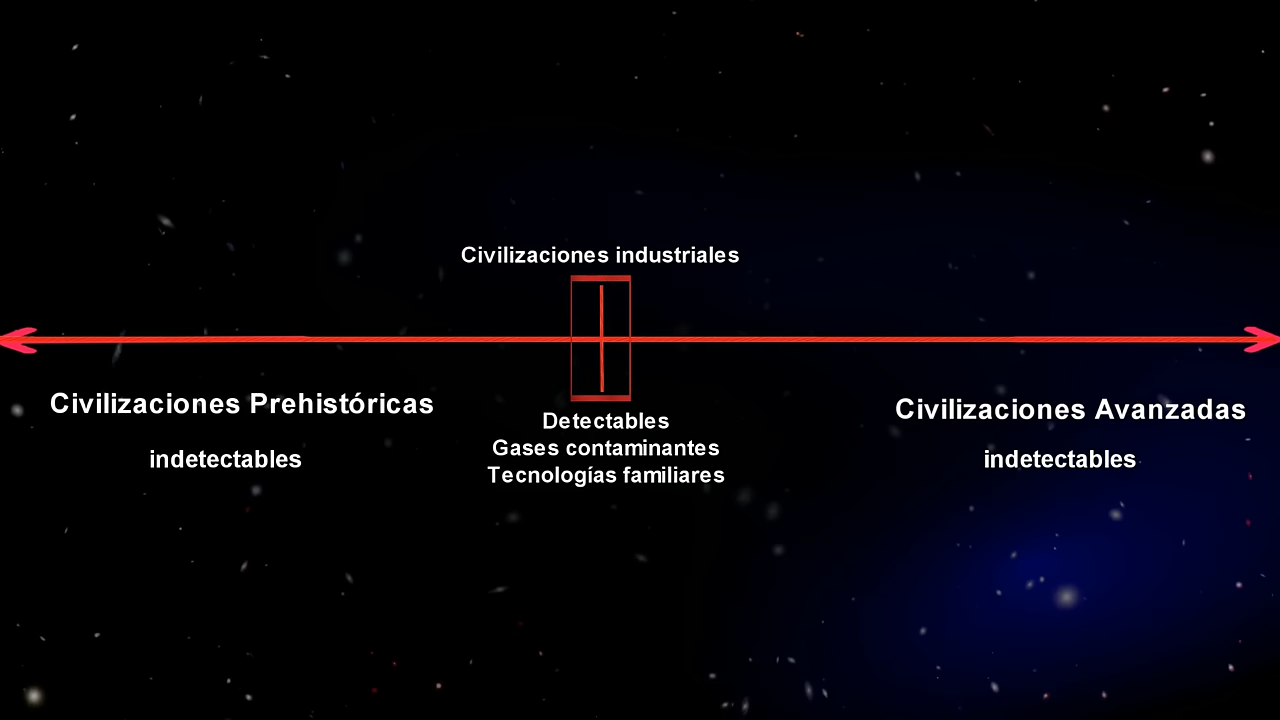 Civilizaciones industriales
Civilizaciones Prehistóricas
indetectables
Detectables
Gases contaminantes
Tecnologías familiares
Civilizaciones Avanzadas
indetectables